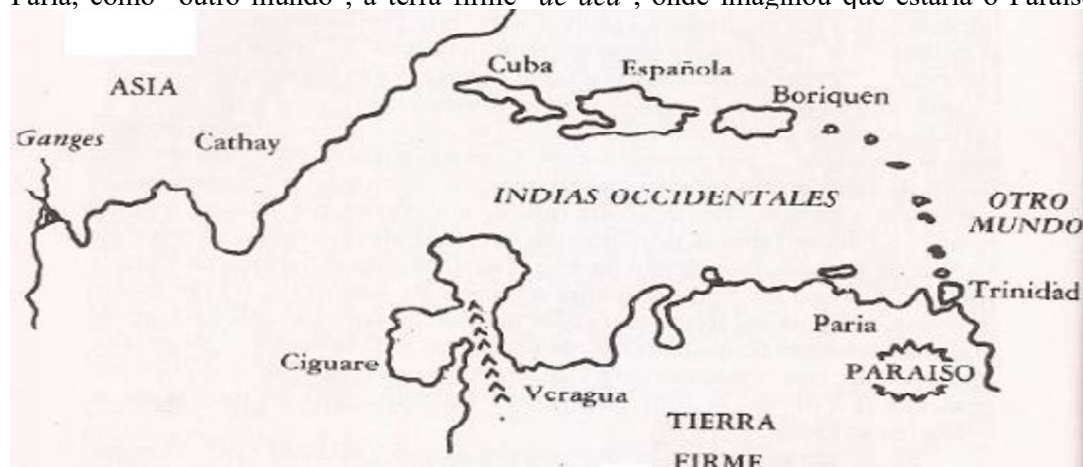 Paria, como "outro mundo", a terra firme "de acá", onde imaginou que estaria o Paraíso
Cuba
Española
ASIA
Boriquen
Ganges
Cathay
INDIAS OCCIDENTALES
OTRO
MUNDO
Trinidad
Paria
Ciguare
PARAISO
Veragua
TIERRA
FIRME